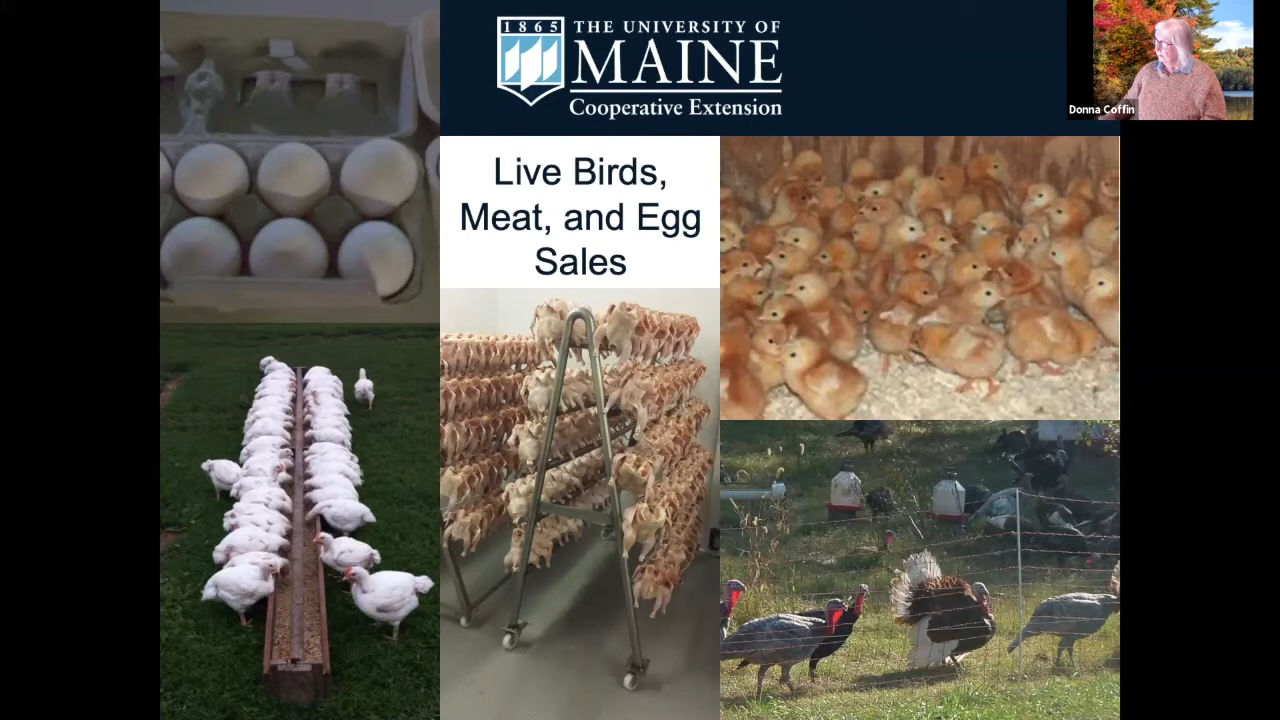 1865
THE UNIVERSITY OF
MAINE
Cooperative Extension
Donna Coffin
Live Birds,
Meat, and Egg
Sales